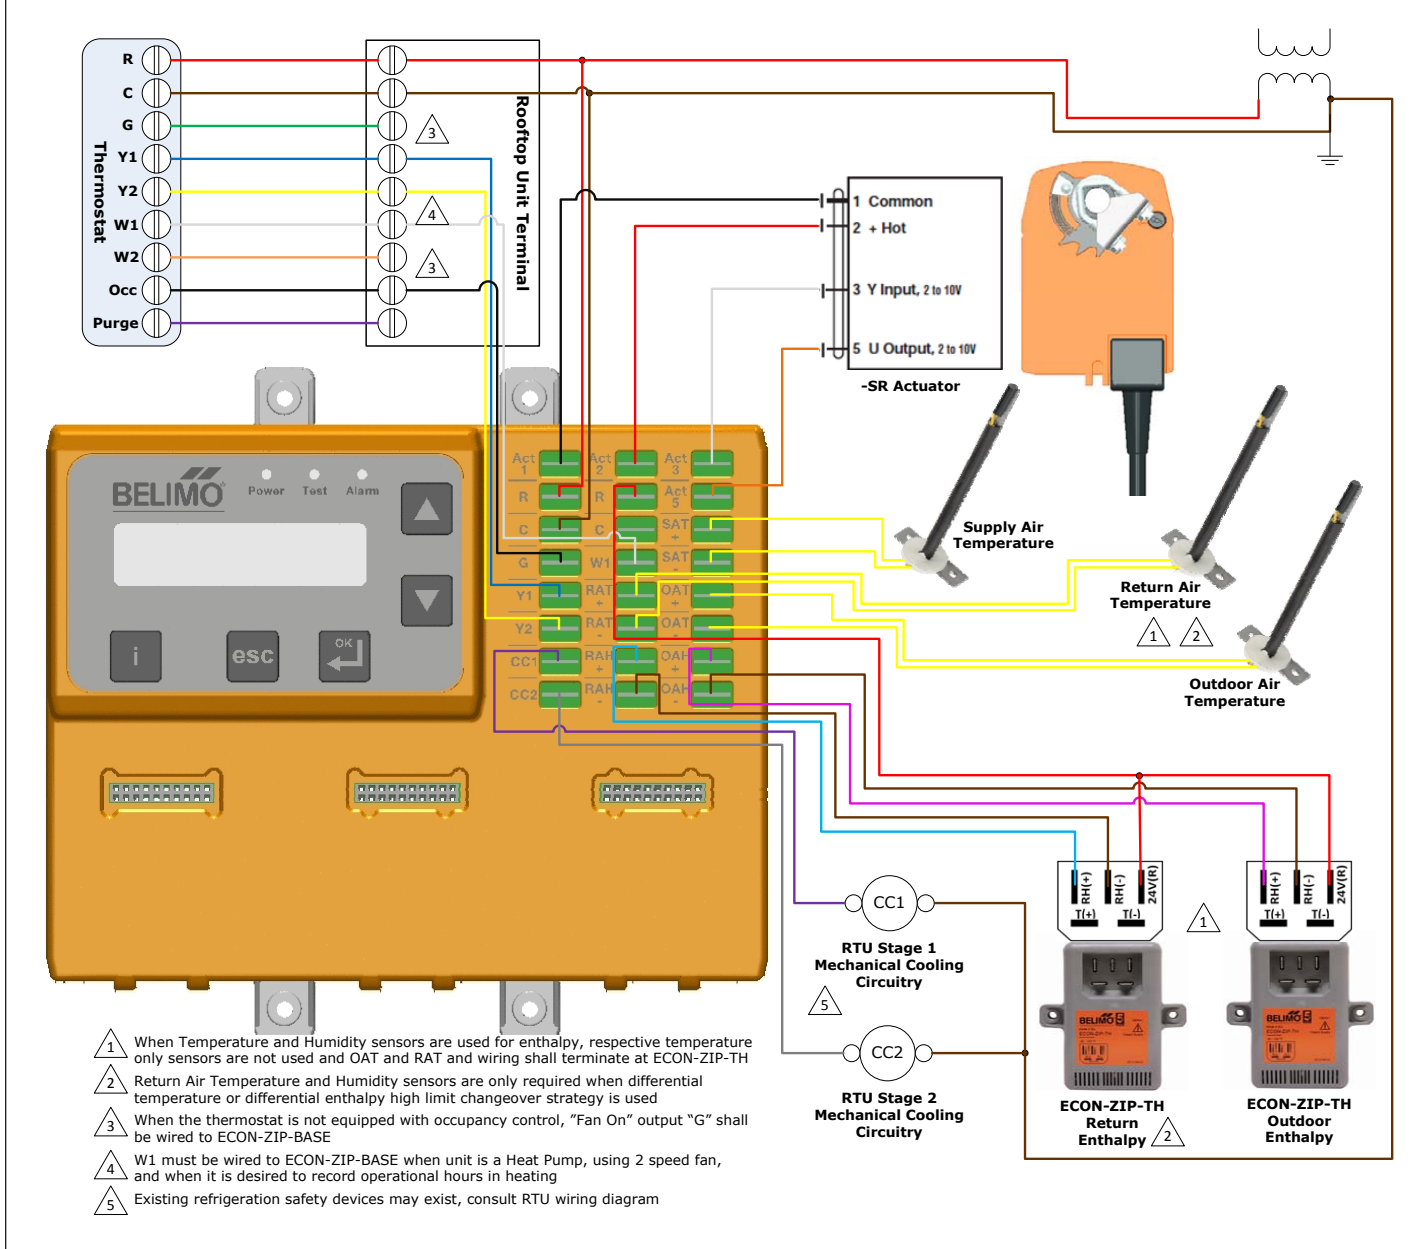 R
C
G
Y1
Y2
W1
W2
Occ
Purge
Thermostat
Rooftop Unit Terminal
3
4
3
1 Common
2 + Hot
3 Y Input, 2 to 10V
5 U Output, 2 to 10V
-SR Actuator
BELIMO
Power Test Alarm
i
esc
OK
Act 1
Act 2
Act 3
R
R
Act 5
C
C
SAT +
G
W1
SAT -
Y1
RAT +
OAT +
Y2
RAT -
OAT -
CC1
RAH +
OAH +
CC2
RAH -
OAH -
Supply Air
Temperature
Return Air
Temperature
1 2
Outdoor Air
Temperature
CC1
RTU Stage 1
Mechanical Cooling
Circuitry
5
CC2
RTU Stage 2
Mechanical Cooling
Circuitry
RH(+)
RH(-)
24V(R)
T(+) T(-)
1
RH(+)
RH(-)
24V(R)
T(+) T(-)
BELIMO
ECON-ZIP-TH
BELIMO
ECON-ZIP-TH
ECON-ZIP-TH
Return
Enthalpy 2
ECON-ZIP-TH
Outdoor
Enthalpy
1 When Temperature and Humidity sensors are used for enthalpy, respective temperature
only sensors are not used and OAT and RAT and wiring shall terminate at ECON-ZIP-TH
2 Return Air Temperature and Humidity sensors are only required when differential
temperature or differential enthalpy high limit changeover strategy is used
3 When the thermostat is not equipped with occupancy control, ”Fan On” output “G” shall
be wired to ECON-ZIP-BASE
4 W1 must be wired to ECON-ZIP-BASE when unit is a Heat Pump, using 2 speed fan,
and when it is desired to record operational hours in heating
5 Existing refrigeration safety devices may exist, consult RTU wiring diagram